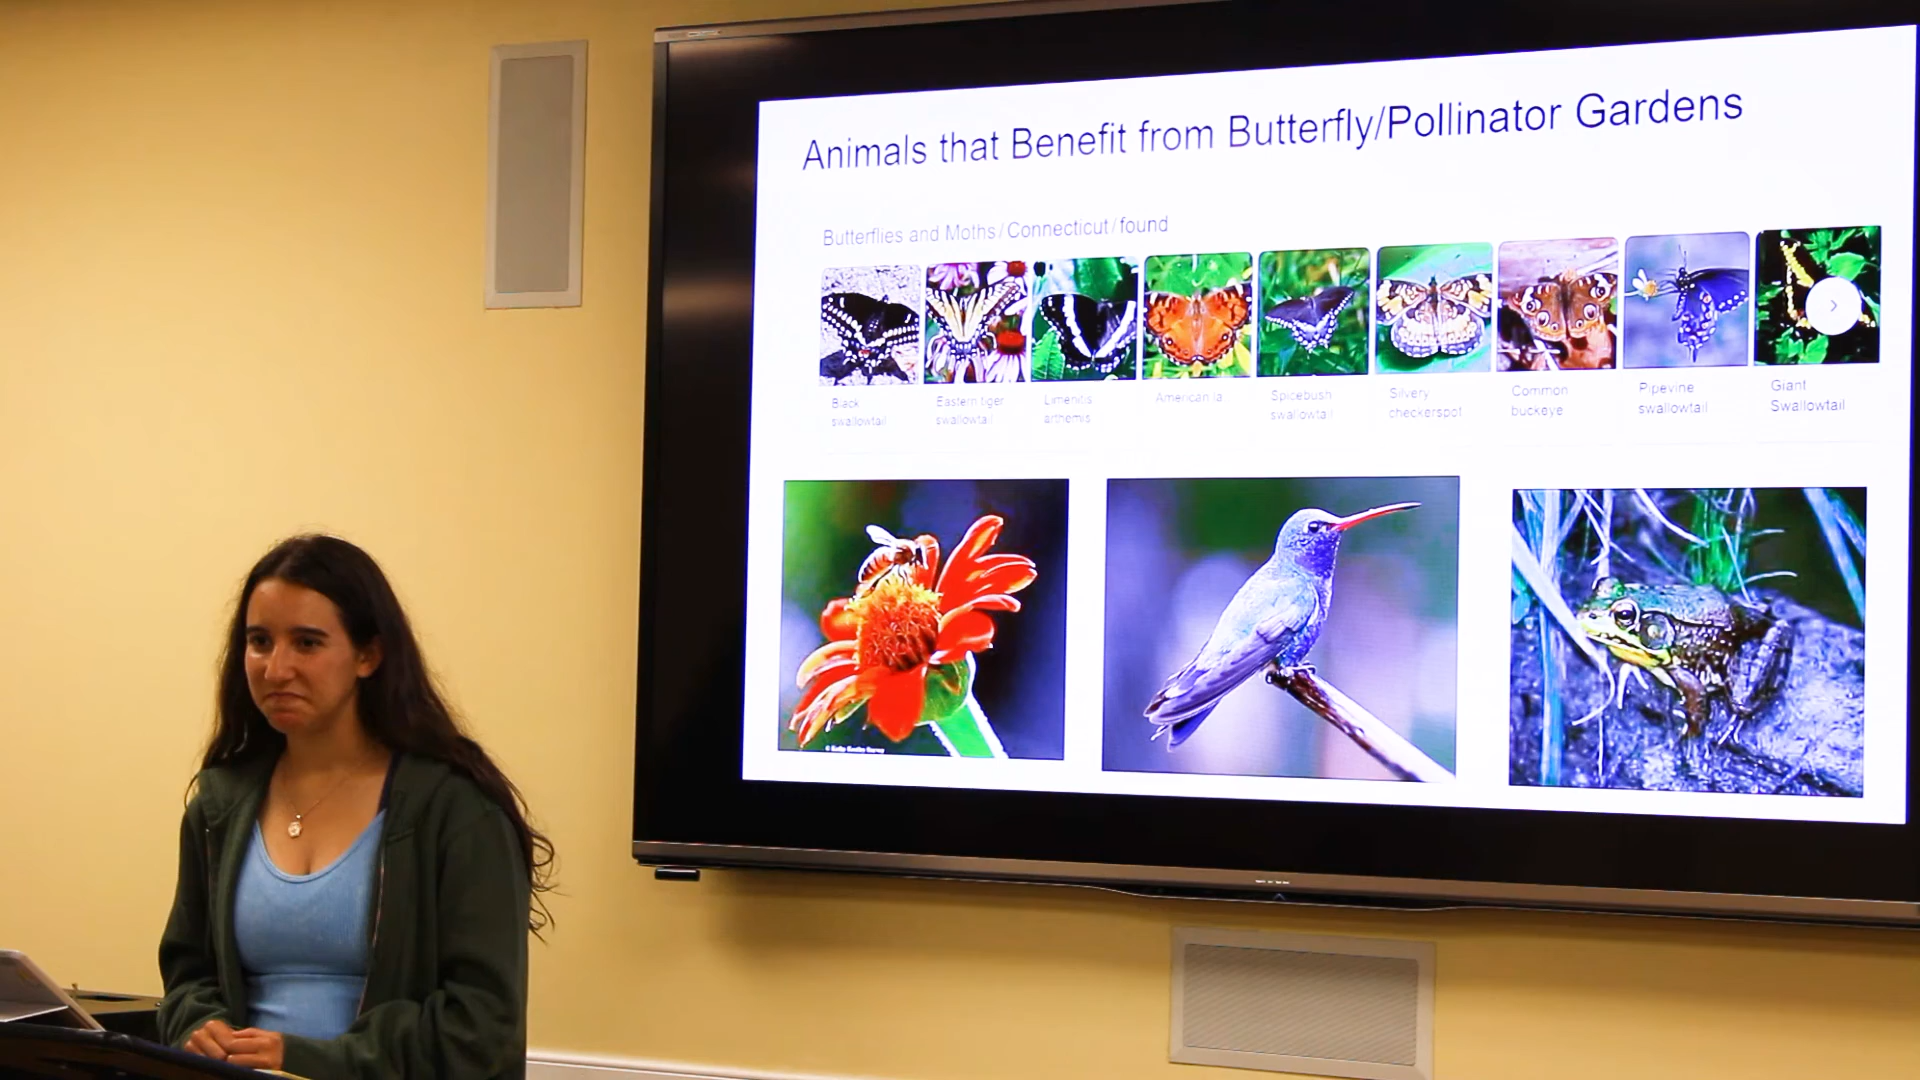 Animals that Benefit from Butterfly/Pollinator Gardens
Butterflies and Moths / Connecticut / found
Black
swallowtail
Eastern tiger
swallowtail
Limenitis
arthemis
American la
Spicebush
swallowtail
Silvery
checkerspot
Common
buckeye
Pipevine
swallowtail
Giant
Swallowtail